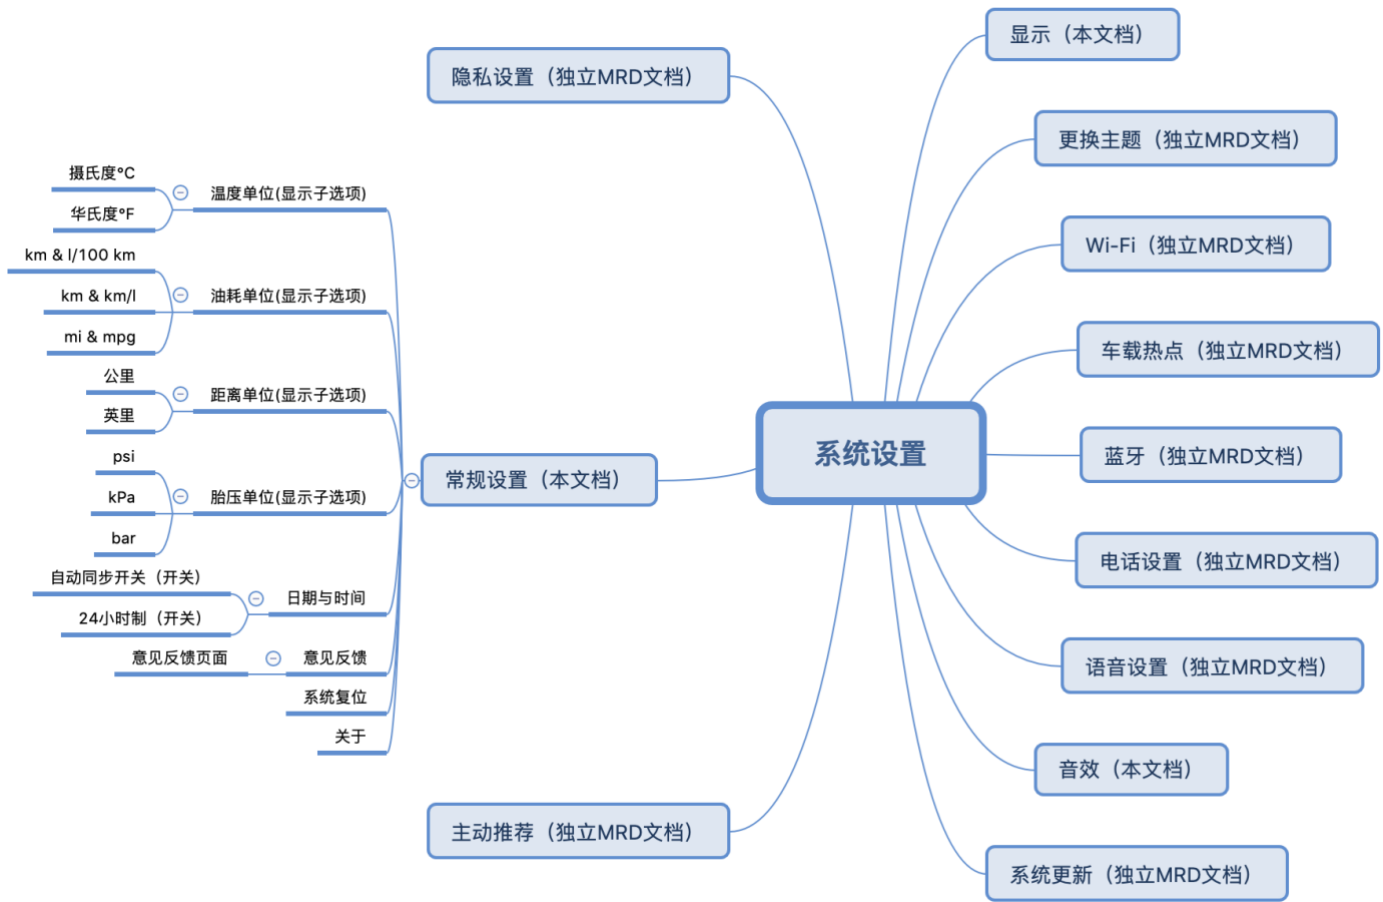 系统设置
显示（本文档）
更换主题（独立MRD文档）
Wi-Fi（独立MRD文档）
车载热点（独立MRD文档）
蓝牙（独立MRD文档）
电话设置（独立MRD文档）
语音设置（独立MRD文档）
音效（本文档）
系统更新（独立MRD文档）
隐私设置（独立MRD文档）
常规设置（本文档）
温度单位(显示子选项)
摄氏度°C
华氏度°F
油耗单位(显示子选项)
km & l/100 km
km & km/l
mi & mpg
距离单位(显示子选项)
公里
英里
胎压单位(显示子选项)
psi
kPa
bar
日期与时间
自动同步开关（开关）
24小时制（开关）
意见反馈
意见反馈页面
系统复位
关于
主动推荐（独立MRD文档）